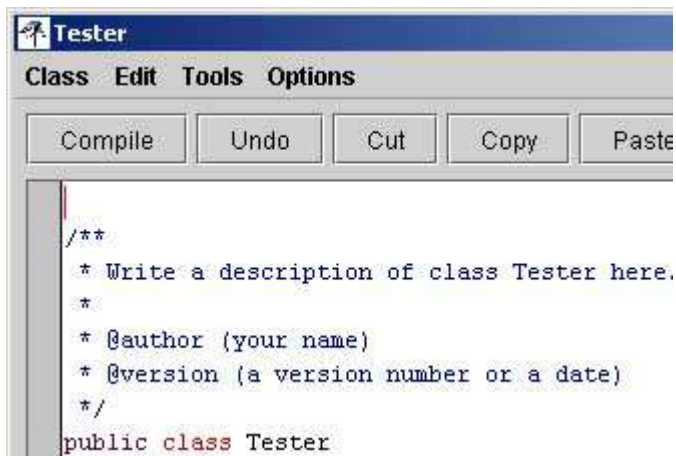 Tester
Class Edit Tools Options
Compile Undo Cut Copy Paste
/**
* Write a description of class Tester here.
*
* @author (your name)
* @version (a version number or a date)
*/
public class Tester